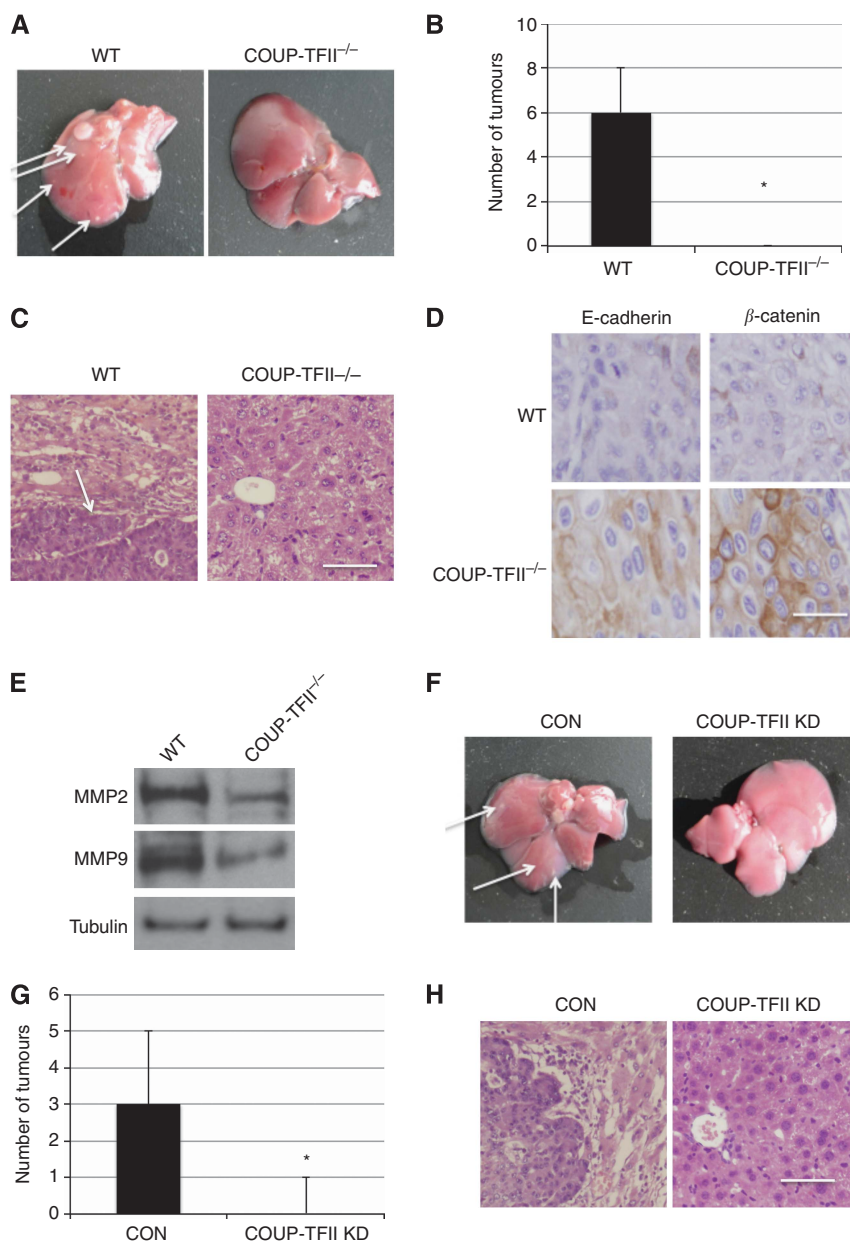 A
WT
COUP-TFII–/–
B
Number of tumours
10
8
6
4
2
0
*
WT
COUP-TFII–/–
C
WT
COUP-TFII–/–
D
E-cadherin
β-catenin
WT
COUP-TFII–/–
E
WT
COUP-TFII–/–
MMP2
MMP9
Tubulin
F
CON
COUP-TFII KD
G
Number of tumours
6
5
4
3
2
1
0
*
CON
COUP-TFII KD
H
CON
COUP-TFII KD